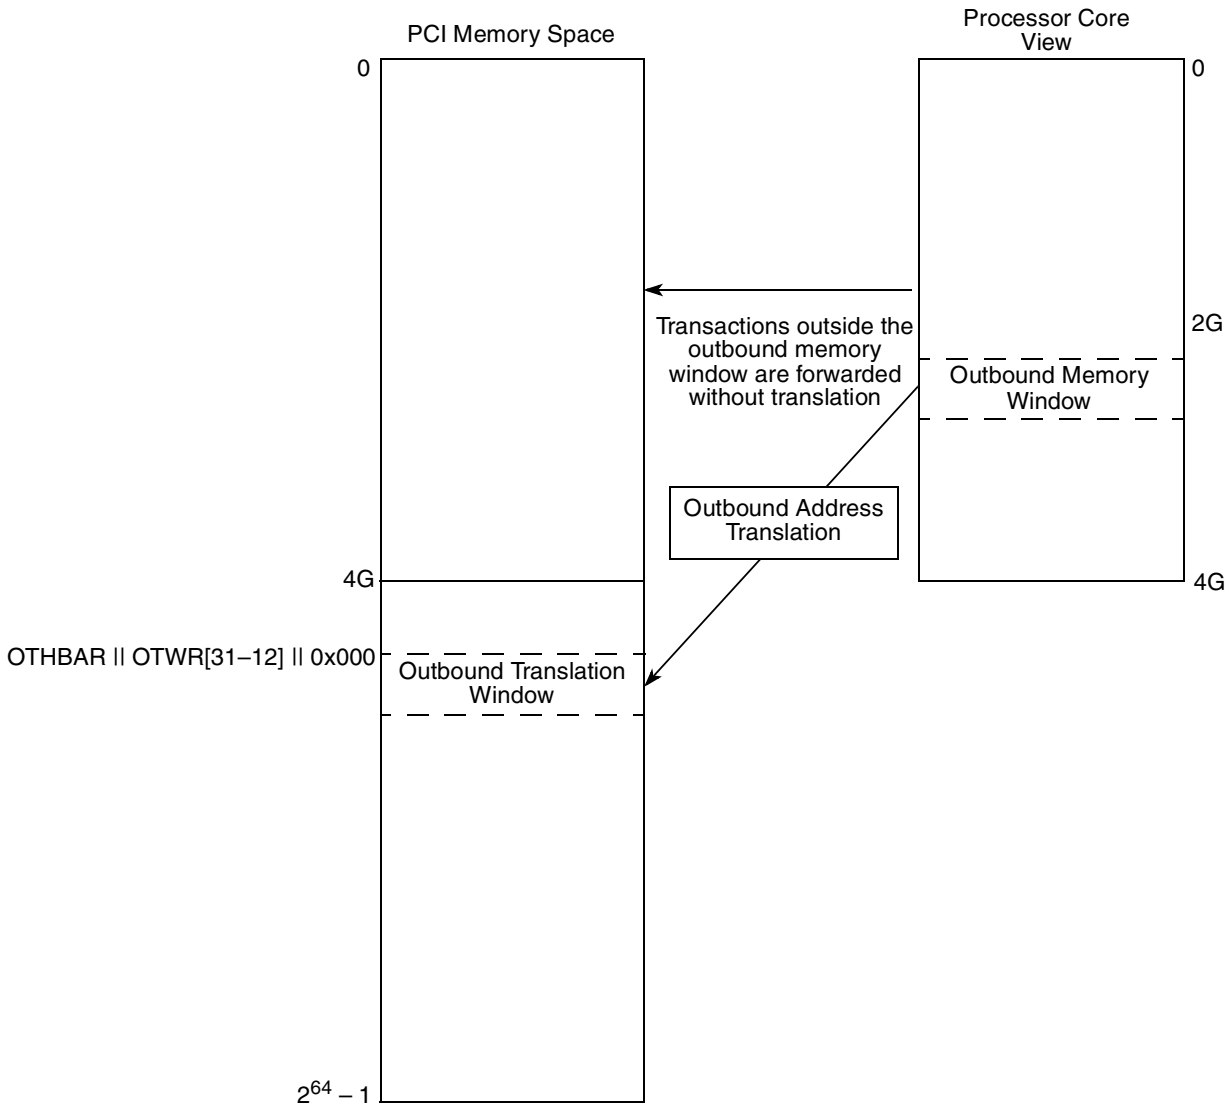 PCI Memory Space
Processor Core
View
0
0
Transactions outside the
outbound memory
window are forwarded
without translation
2G
Outbound Memory
Window
Outbound Address
Translation
4G
4G
OTHBAR || OTWR[31–12] || 0x000
Outbound Translation
Window
2^64 – 1